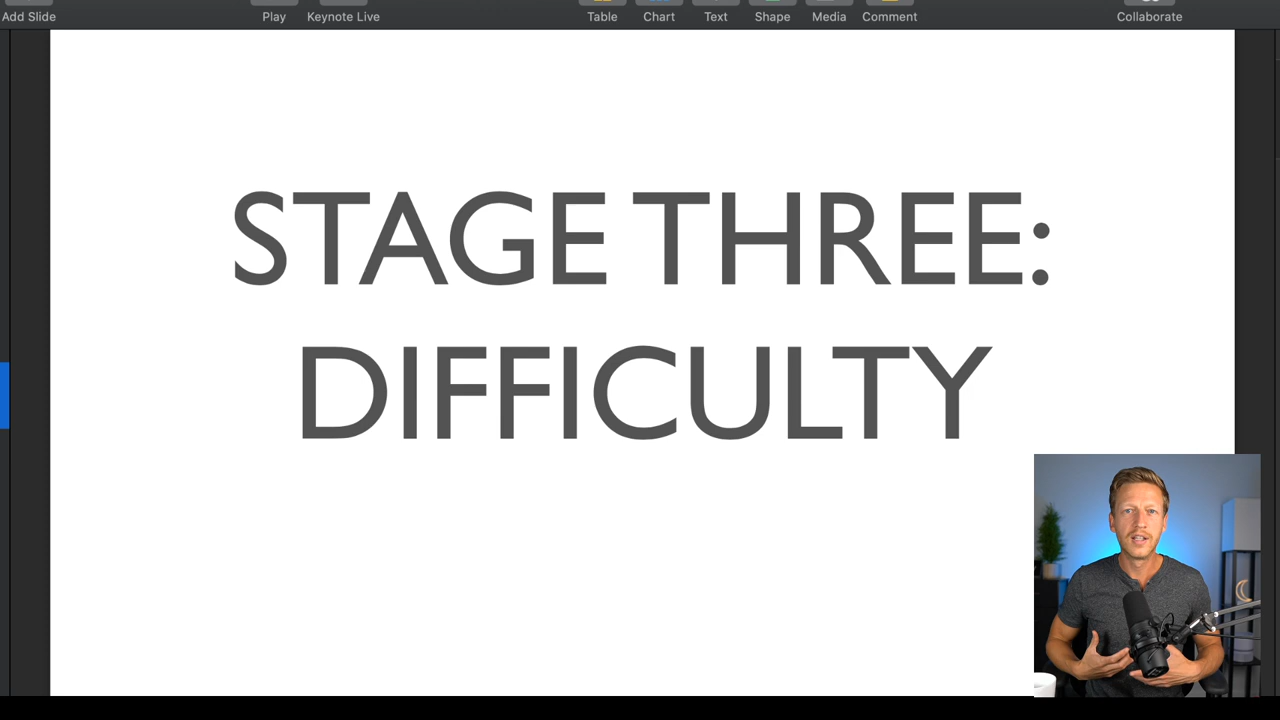 Add Slide
Play
Keynote Live
Table
Chart
Text
Shape
Media
Comment
Collaborate
STAGE THREE:
DIFFICULTY